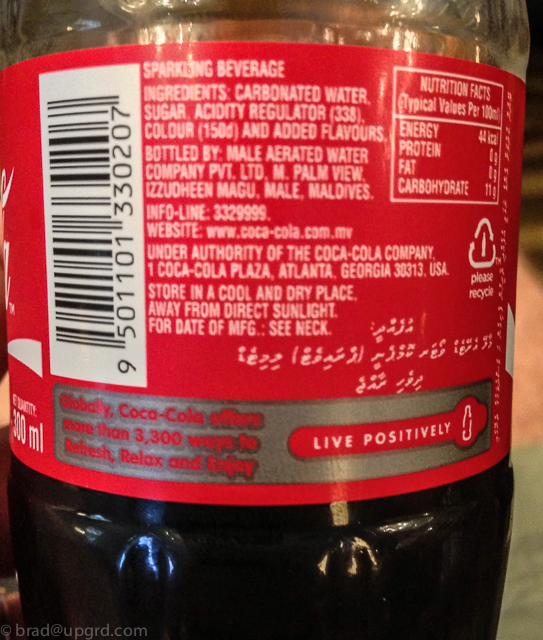 SPARKLING BEVERAGE
INGREDIENTS: CARBONATED WATER,
SUGAR, ACIDITY REGULATOR (338),
COLOUR (150d) AND ADDED FLAVOURS.
BOTTLED BY: MALE AERATED WATER
COMPANY PVT. LTD, M. PALM VIEW,
IZZUDHEEN MAGU, MALE, MALDIVES.
INFO-LINE: 3329999.
WEBSITE: www.coca-cola.com.mv
UNDER AUTHORITY OF THE COCA-COLA COMPANY,
1 COCA-COLA PLAZA, ATLANTA, GEORGIA 30313, USA.
STORE IN A COOL AND DRY PLACE,
AWAY FROM DIRECT SUNLIGHT.
FOR DATE OF MFG.: SEE NECK.
NUTRITION FACTS
(Typical Values Per 100ml)
ENERGY 44 kcal
PROTEIN 0 g
FAT 0 g
CARBOHYDRATE 11 g
please
recycle
އުފެއްދީ:
މާލެ އެރޭޓެޑް ވޯޓަރ ކޮމްޕެނީ (ޕްރައިވެޓް) ލިމިޓެޑް
ދިވެހި ރާއްޖެ
9 501101 330207
TM
300 ml
Globally, Coca-Cola offers
more than 3,300 ways to
Refresh, Relax and Enjoy
LIVE POSITIVELY
© brad@upgrd.com